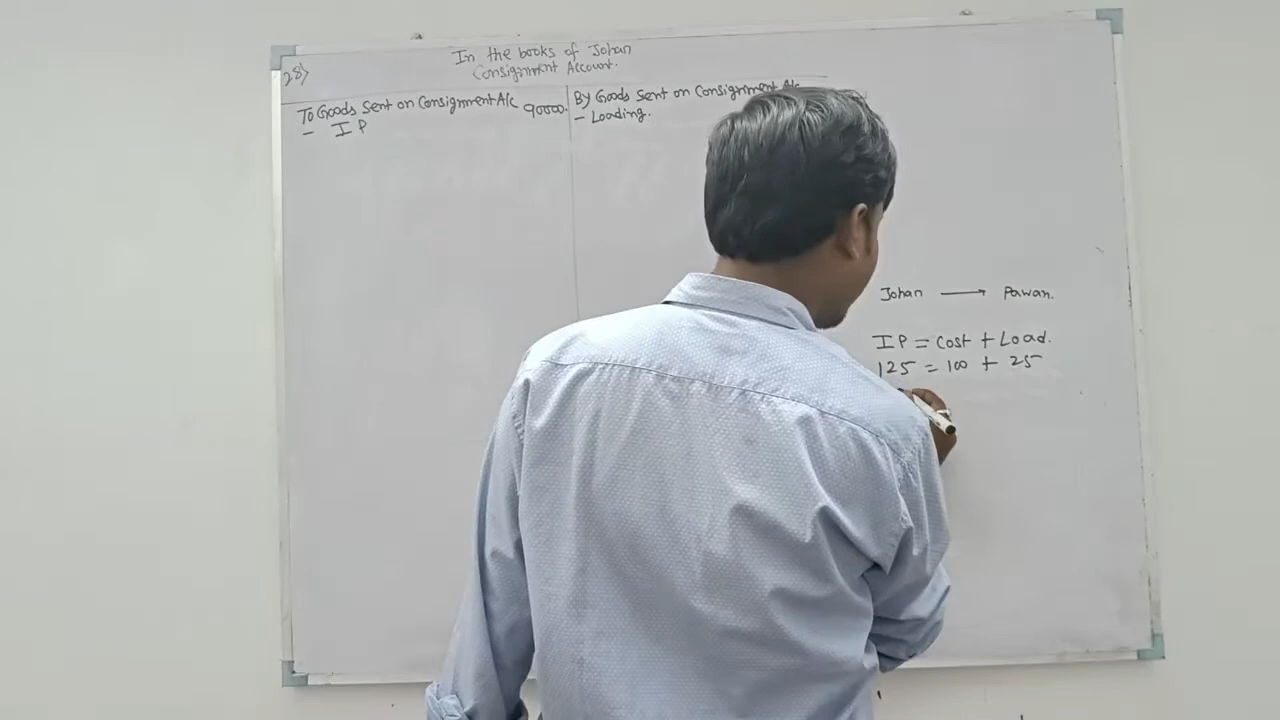 28)
In the books of Johan
Consignment Account.
To Goods Sent on Consignment A/c 90000.
- IP
By Goods Sent on Consignment A/c
- Loading.
Johan → Pawan.
IP = Cost + Load.
125 = 100 + 25